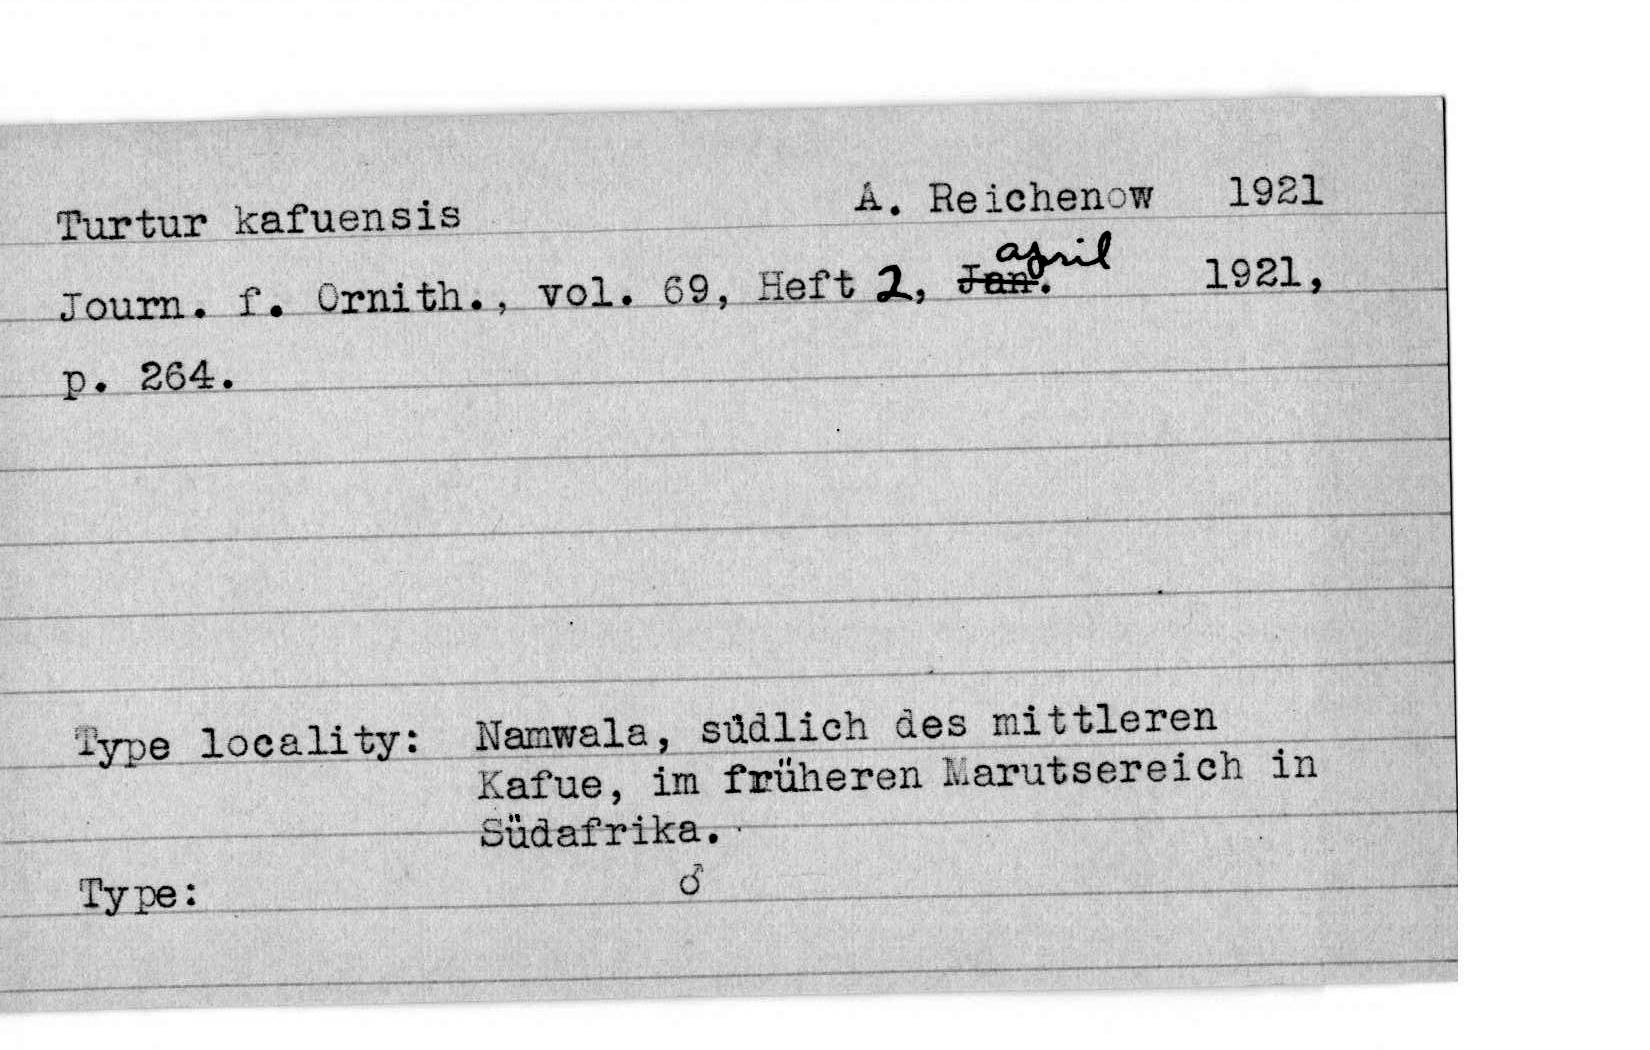 Turtur kafuensis A. Reichenow 1921
april
Journ. f. Ornith., vol. 69, Heft 2, Jan. 1921,
p. 264.
Type locality: Namwala, südlich des mittleren
Kafue, im früheren Marutsereich in
Südafrika.
Type: ♂